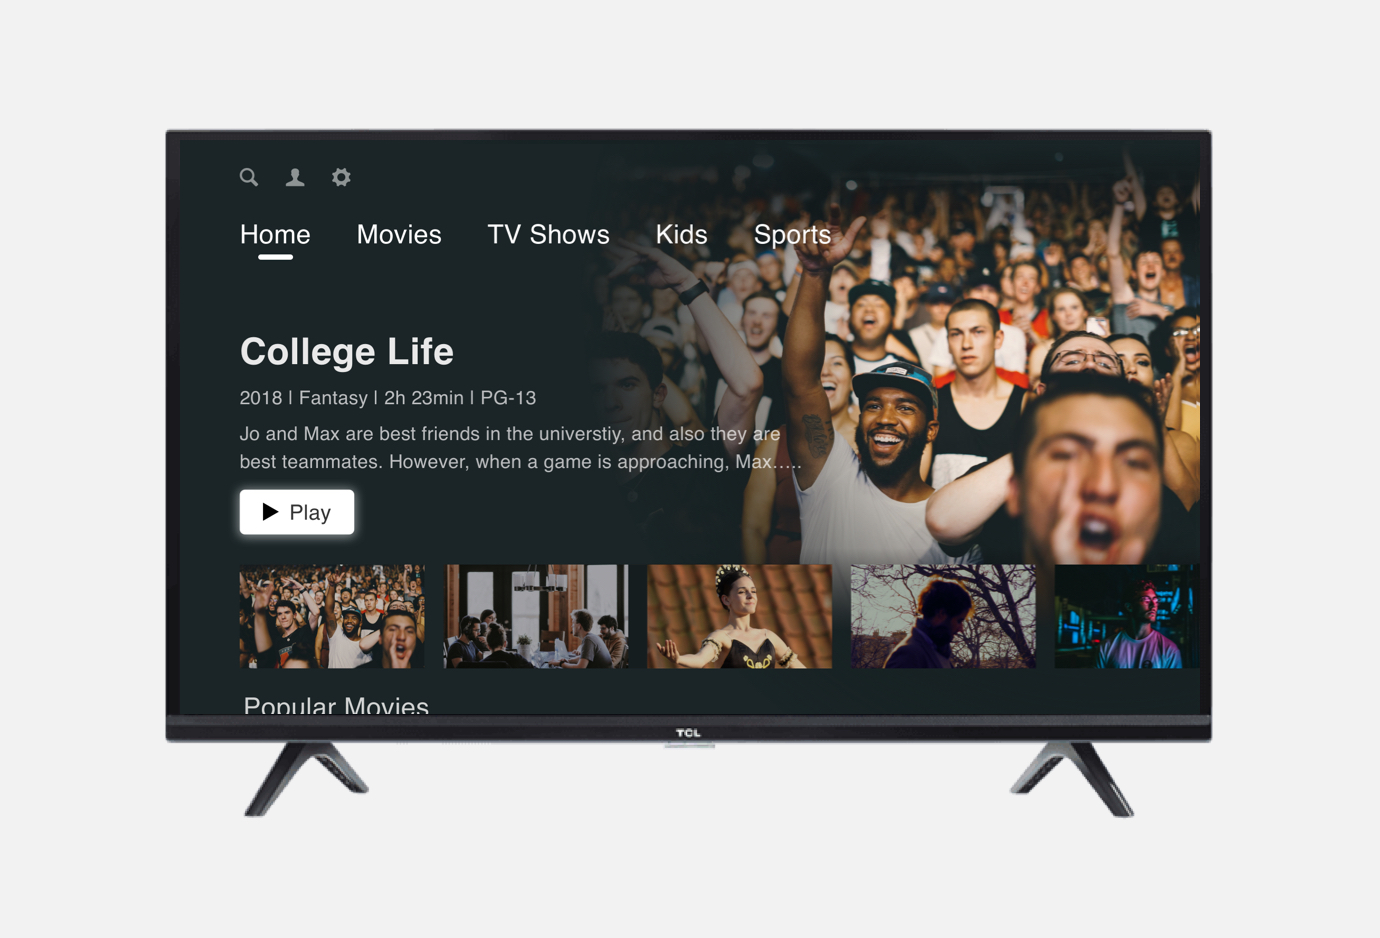 Home Movies TV Shows Kids Sports
College Life
2018 | Fantasy | 2h 23min | PG-13
Jo and Max are best friends in the universtiy, and also they are
best teammates. However, when a game is approaching, Max.....
Play
Popular Movies
TCL